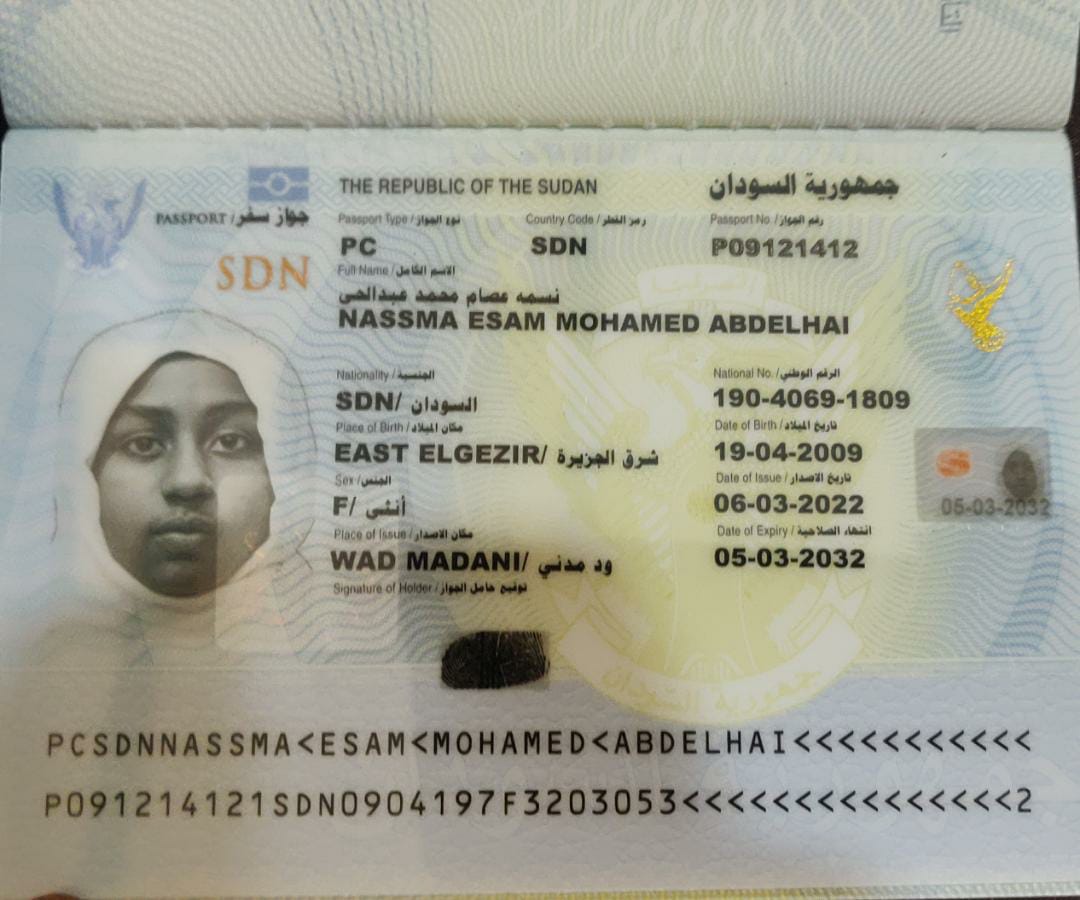 THE REPUBLIC OF THE SUDAN جمهورية السودان
PASSPORT / جواز سفر
Passport Type / نوع الجواز Country Code / رمز القطر Passport No. / رقم الجواز
PC SDN P09121412
SDN
Full Name / الاسم الكامل
نسمه عصام محمد عبدالحى
NASSMA ESAM MOHAMED ABDELHAI
Nationality / الجنسية National No. / الرقم الوطني
SDN/ السودان 190-4069-1809
Place of Birth / مكان الميلاد Date of Birth / تاريخ الميلاد
EAST ELGEZIR/ شرق الجزيرة 19-04-2009
Sex / الجنس Date of Issue / تاريخ الاصدار
F/ أنثى 06-03-2022
Place of Issue / مكان الاصدار Date of Expiry / انتهاء الصلاحية
WAD MADANI/ ود مدني 05-03-2032
05-03-2032
Signature of Holder / توقيع حامل الجواز
جمهورية السودان
PCSDNNASSMA<ESAM<MOHAMED<ABDELHAI<<<<<<<<<<<
P091214121SDN0904197F3203053<<<<<<<<<<<<<<<2